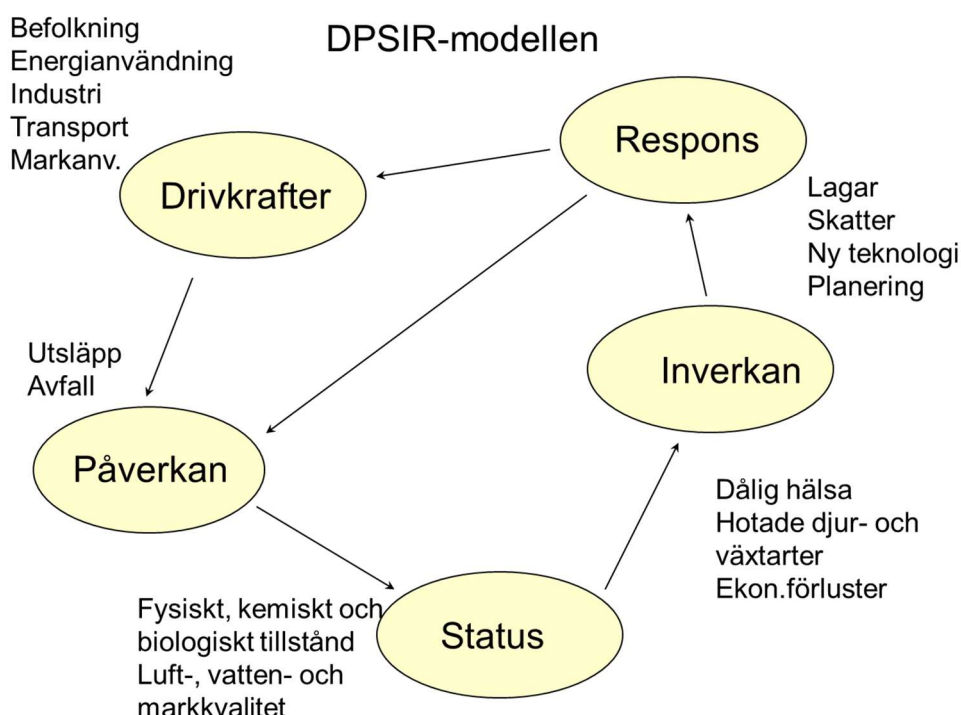 DPSIR-modellen
Befolkning
Energianvändning
Industri
Transport
Markanv.
Drivkrafter
Respons
Lagar
Skatter
Ny teknologi
Planering
Utsläpp
Avfall
Påverkan
Inverkan
Dålig hälsa
Hotade djur- och
växtarter
Ekon.förluster
Fysiskt, kemiskt och
biologiskt tillstånd
Luft-, vatten- och
markkvalitet
Status